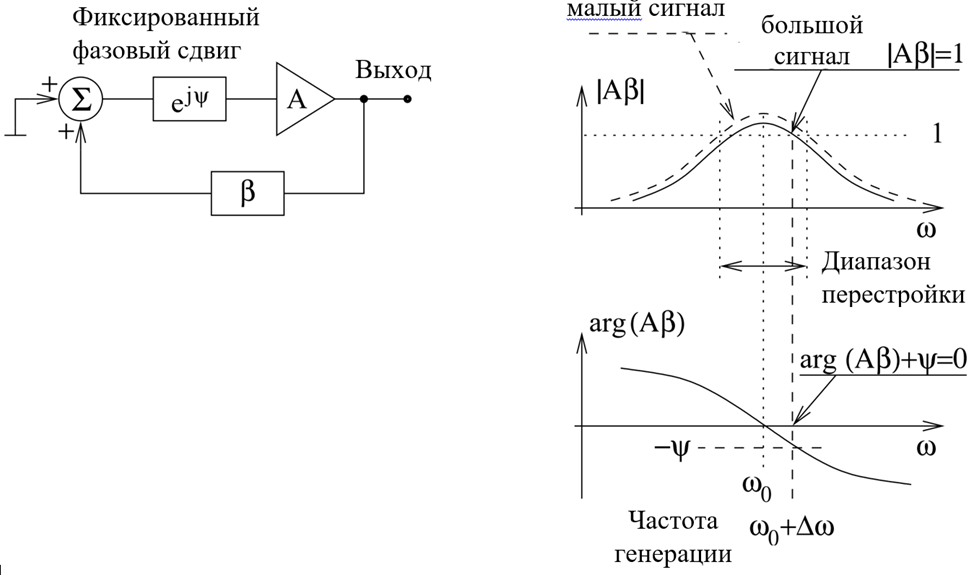 Фиксированный
фазовый сдвиг
Выход
+
Σ
+
e^jψ
A
β
малый сигнал
большой
сигнал
|Aβ|=1
|Aβ|
1
ω
Диапазон
перестройки
arg (Aβ)
arg (Aβ)+ψ=0
−ψ
ω
ω₀
Частота
генерации
ω₀+Δω